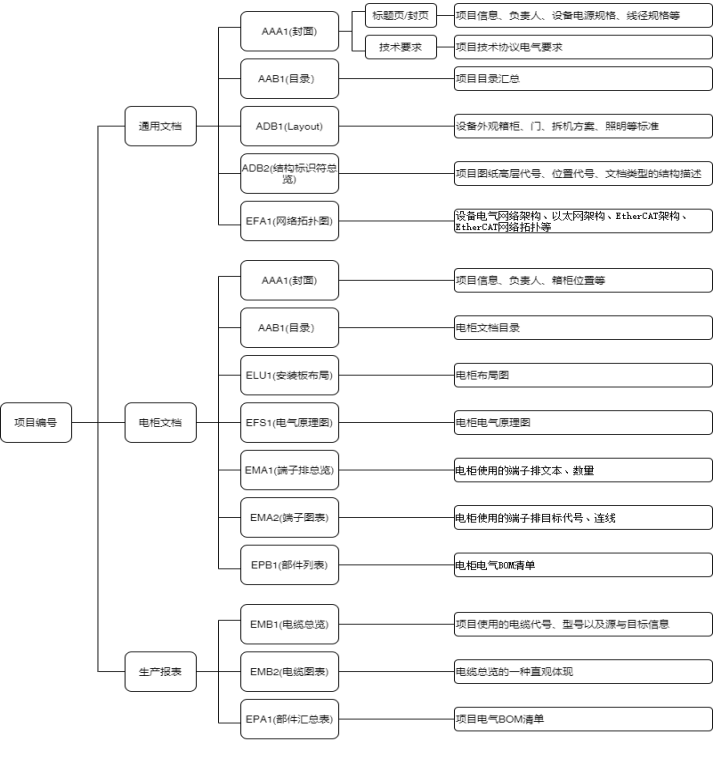 标题页/封页
项目信息、负责人、设备电源规格、线径规格等
AAA1(封面)
技术要求
项目技术协议电气要求
AAB1(目录)
项目目录汇总
通用文档
ADB1(Layout)
设备外观箱柜、门、拆机方案、照明等标准
ADB2(结构标识符总
览)
项目图纸高层代号、位置代号、文档类型的结构描述
EFA1(网络拓扑图)
设备电气网络架构、以太网架构、EtherCAT架构、
EtherCAT网络拓扑等
AAA1(封面)
项目信息、负责人、箱柜位置等
AAB1(目录)
电柜文档目录
ELU1(安装板布局)
电柜布局图
项目编号
电柜文档
EFS1(电气原理图)
电柜电气原理图
EMA1(端子排总览)
电柜使用的端子排文本、数量
EMA2(端子图表)
电柜使用的端子排目标代号、连线
EPB1(部件列表)
电柜电气BOM清单
EMB1(电缆总览)
项目使用的电缆代号、型号以及源与目标信息
生产报表
EMB2(电缆图表)
电缆总览的一种直观体现
EPA1(部件汇总表)
项目电气BOM清单